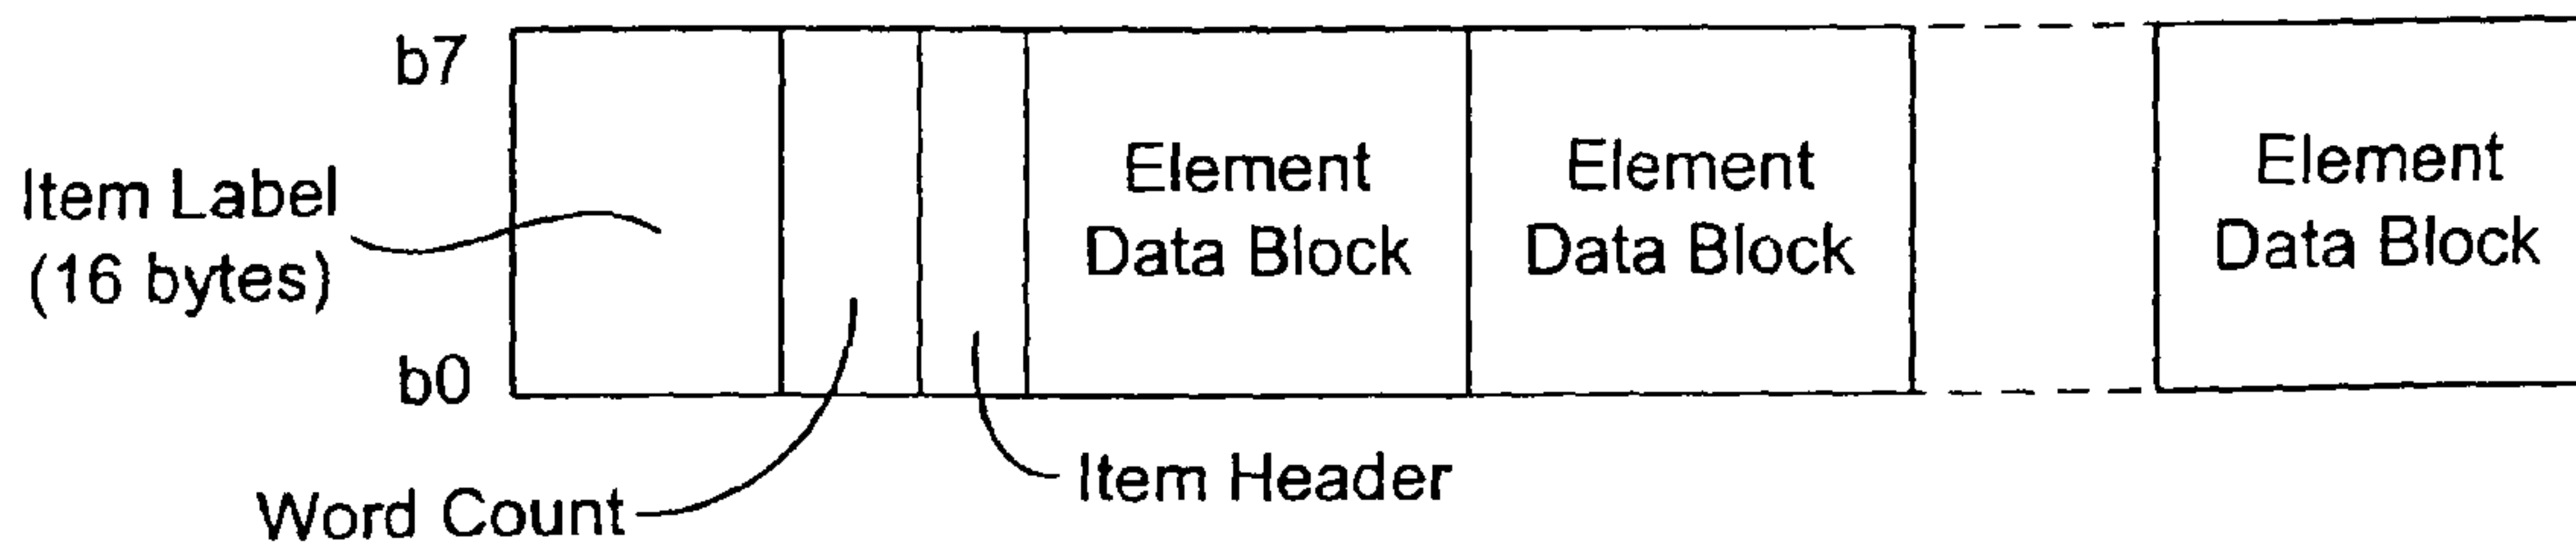 b7
Item Label
(16 bytes)
b0
Element
Data Block
Element
Data Block
Element
Data Block
Word Count
Item Header